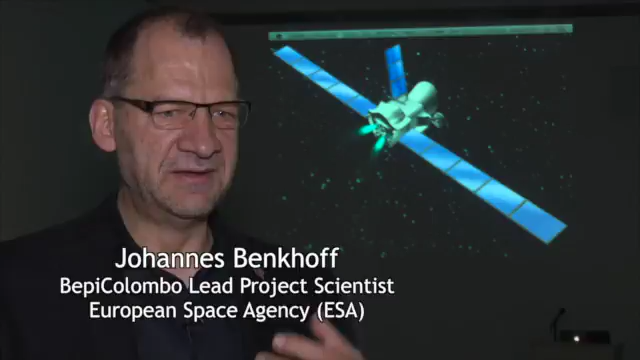 Johannes Benkhoff
BepiColombo Lead Project Scientist
European Space Agency (ESA)